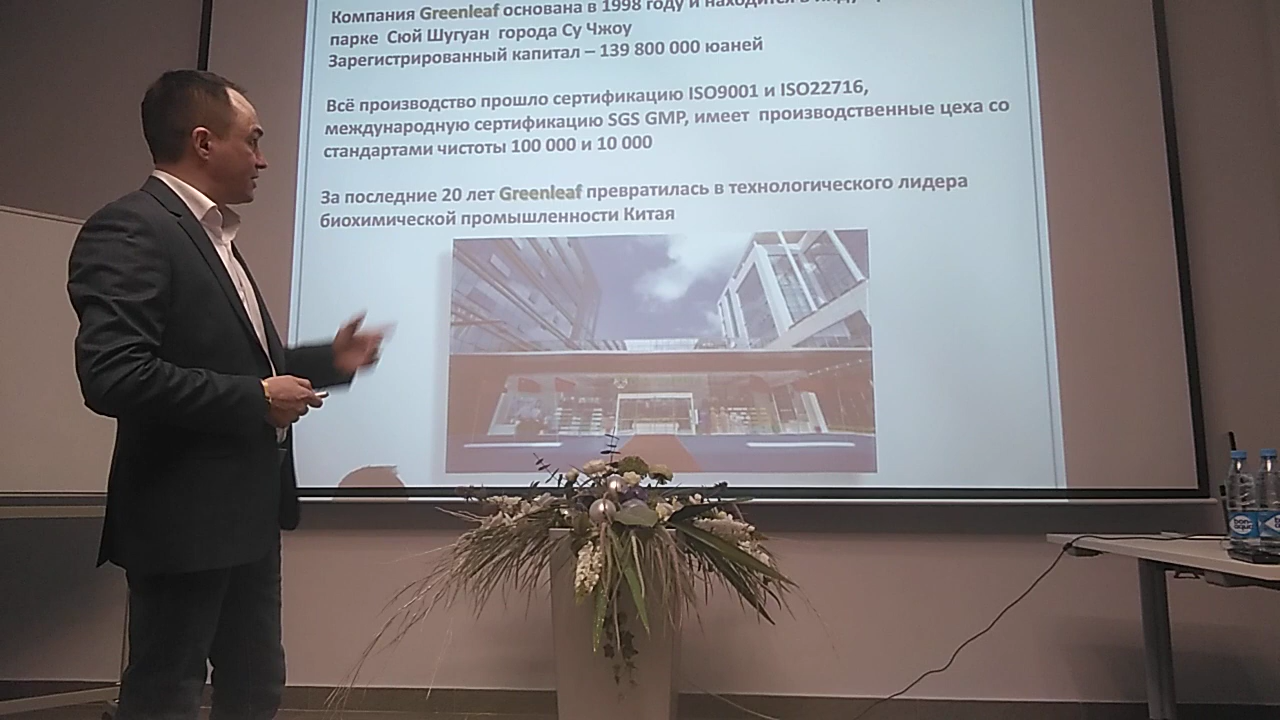 Компания Greenleaf основана в 1998 году и находится в
парке Сюй Шугуан города Су Чжоу
Зарегистрированный капитал – 139 800 000 юаней
Всё производство прошло сертификацию ISO9001 и ISO22716,
международную сертификацию SGS GMP, имеет производственные цеха со
стандартами чистоты 100 000 и 10 000
За последние 20 лет Greenleaf превратилась в технологического лидера
биохимической промышленности Китая